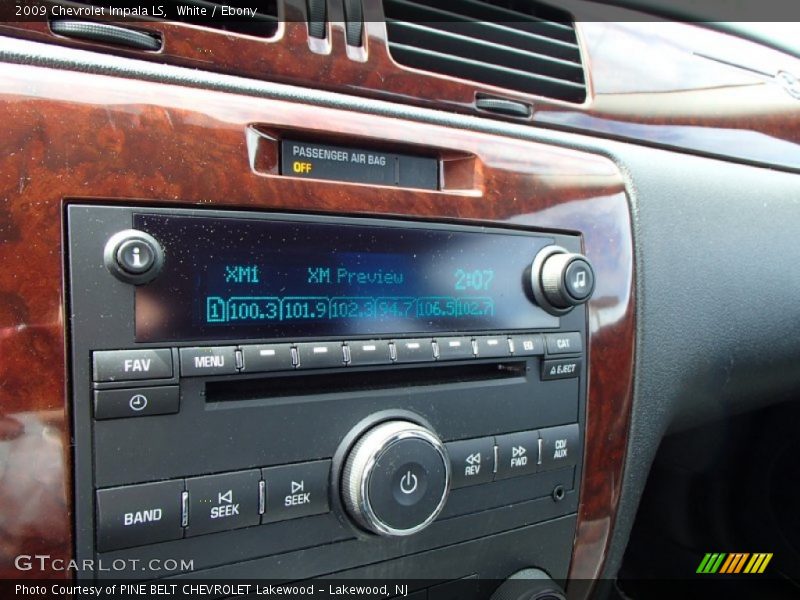 2009 Chevrolet Impala LS, White / Ebony
PASSENGER AIR BAG
OFF
i
XM1 XM Preview 2:07
1 100.3 101.9 102.3 94.7 106.5 102.7
FAV MENU EQ CAT
EJECT
REV FWD CD/AUX
BAND SEEK SEEK
GTCARLOT.COM
Photo Courtesy of PINE BELT CHEVROLET Lakewood - Lakewood, NJ